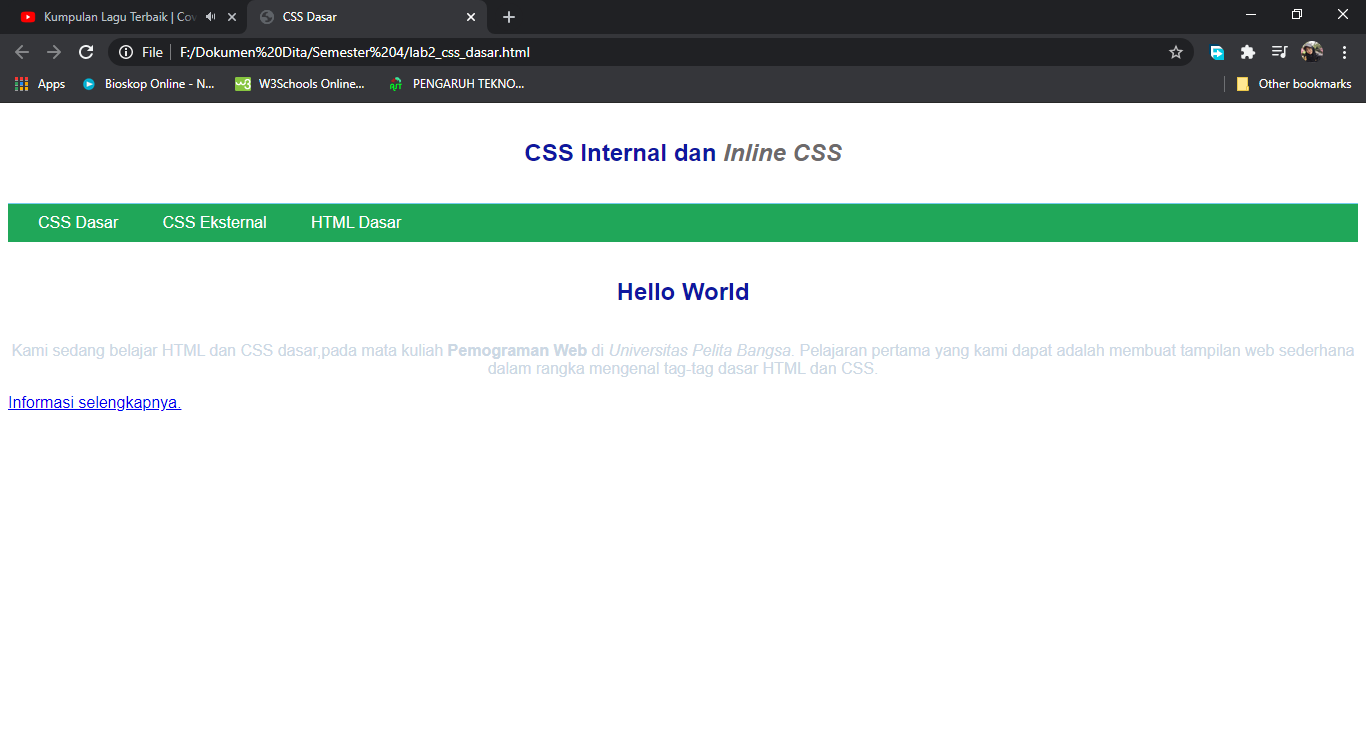 Kumpulan Lagu Terbaik | Cov
CSS Dasar
File | F:/Dokumen%20Dita/Semester%204/lab2_css_dasar.html
Apps
Bioskop Online - N...
W3Schools Online...
PENGARUH TEKNO...
Other bookmarks
CSS Internal dan Inline CSS
CSS Dasar CSS Eksternal HTML Dasar
Hello World
Kami sedang belajar HTML dan CSS dasar,pada mata kuliah Pemograman Web di Universitas Pelita Bangsa. Pelajaran pertama yang kami dapat adalah membuat tampilan web sederhana
dalam rangka mengenal tag-tag dasar HTML dan CSS.
Informasi selengkapnya.